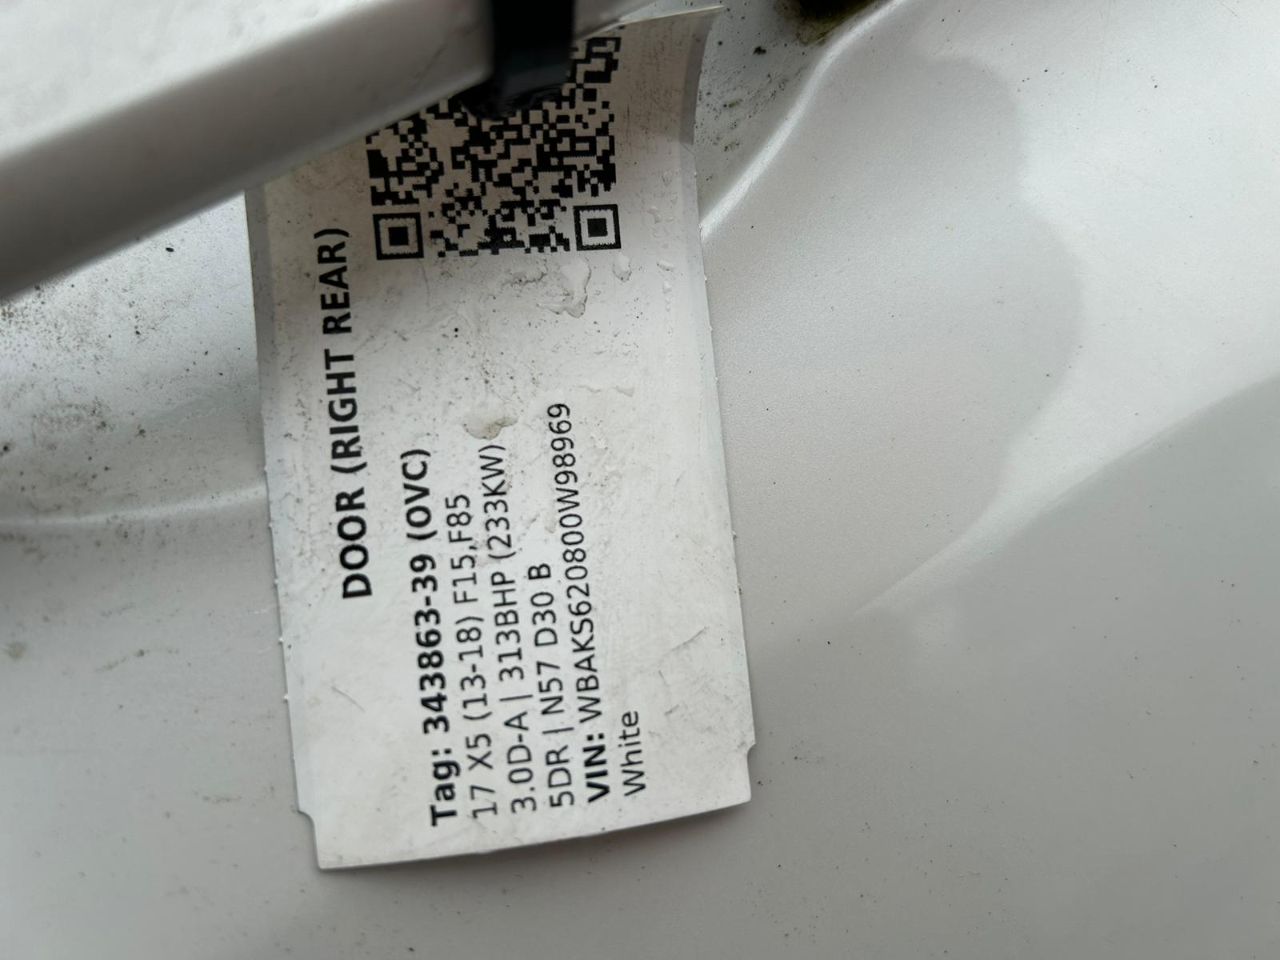 DOOR (RIGHT REAR)
Tag: 343863-39 (OVC)
17 X5 (13-18) F15,F85
3.0D-A | 313BHP (233KW)
5DR | N57 D30 B
VIN: WBAKS620800W98969
White